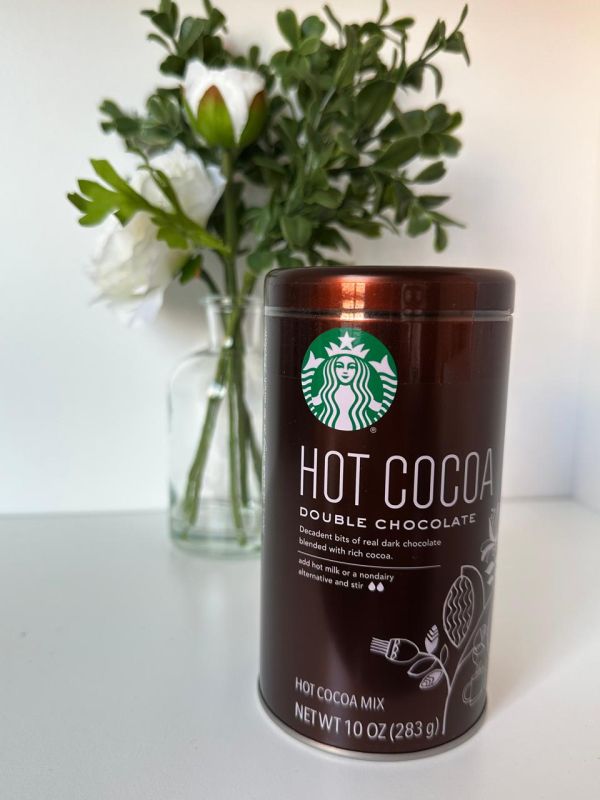 HOT COCOA
DOUBLE CHOCOLATE
Decadent bits of real dark chocolate
blended with rich cocoa.
add hot milk or a nondairy
alternative and stir
HOT COCOA MIX
NET WT 10 OZ (283 g)